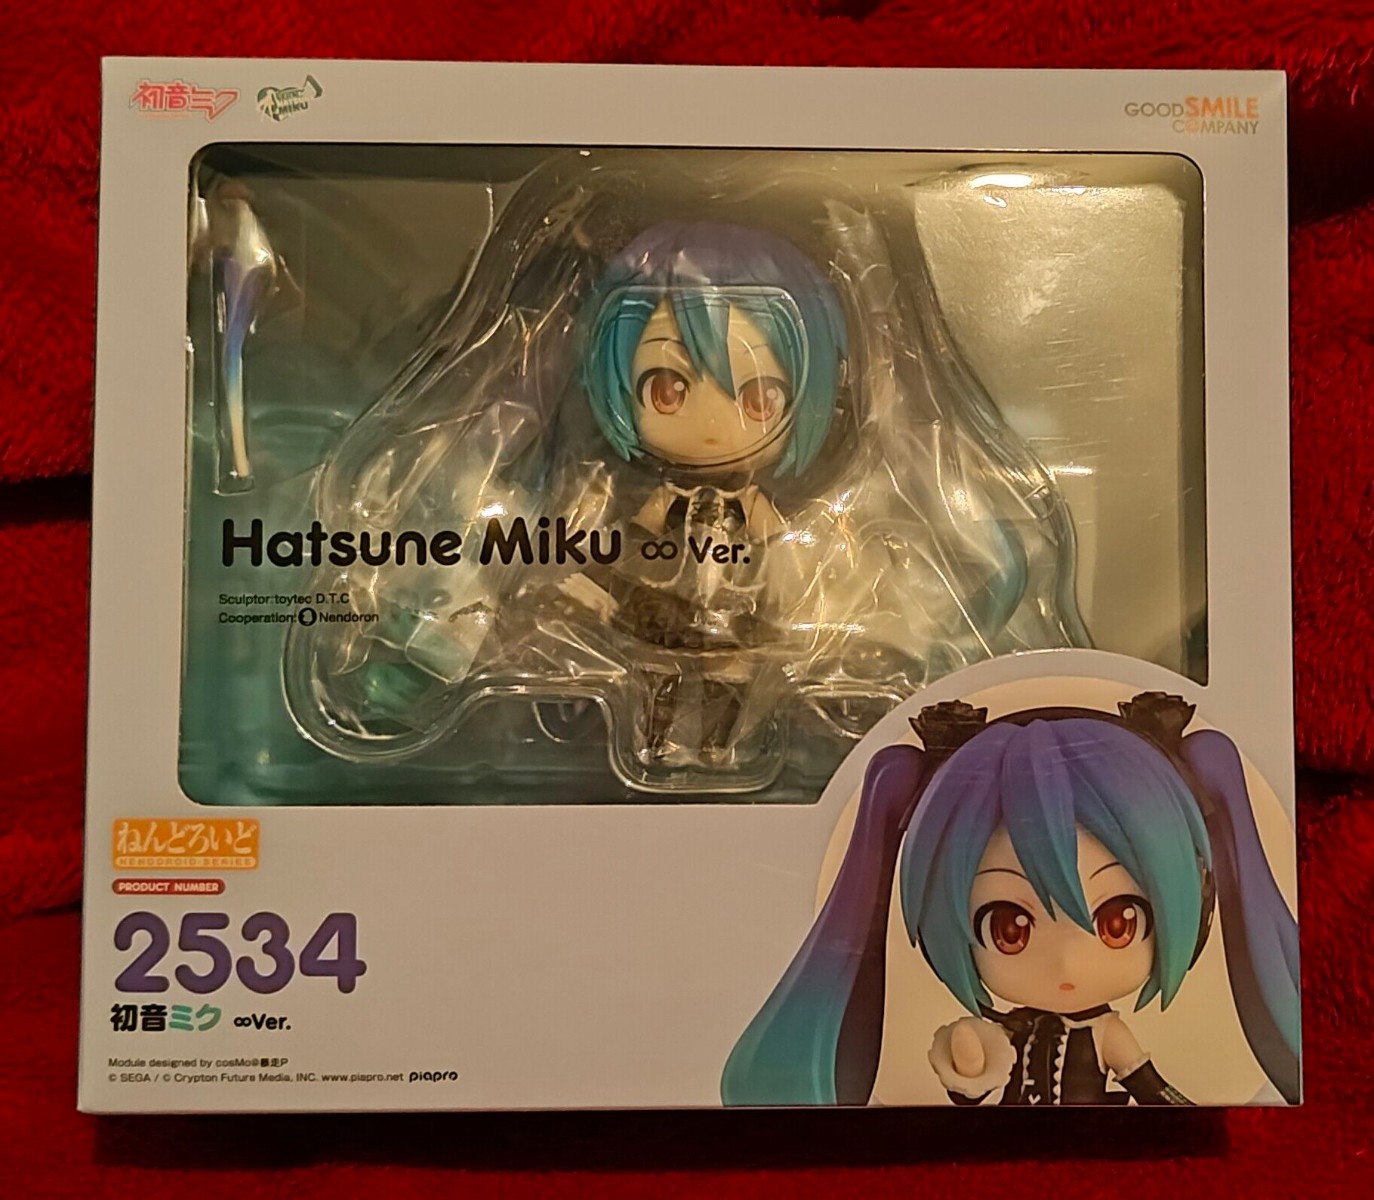 初音ミク
MIKU
GOODSMILE
COMPANY
Hatsune Miku ∞ Ver.
Sculptor:toytec D.T.C
Cooperation: Nendoron
ねんどろいど
NENDOROID SERIES
PRODUCT NUMBER
2534
初音ミク ∞Ver.
Module designed by cosMo@暴走P
© SEGA / © Crypton Future Media, INC. www.piapro.net piapro